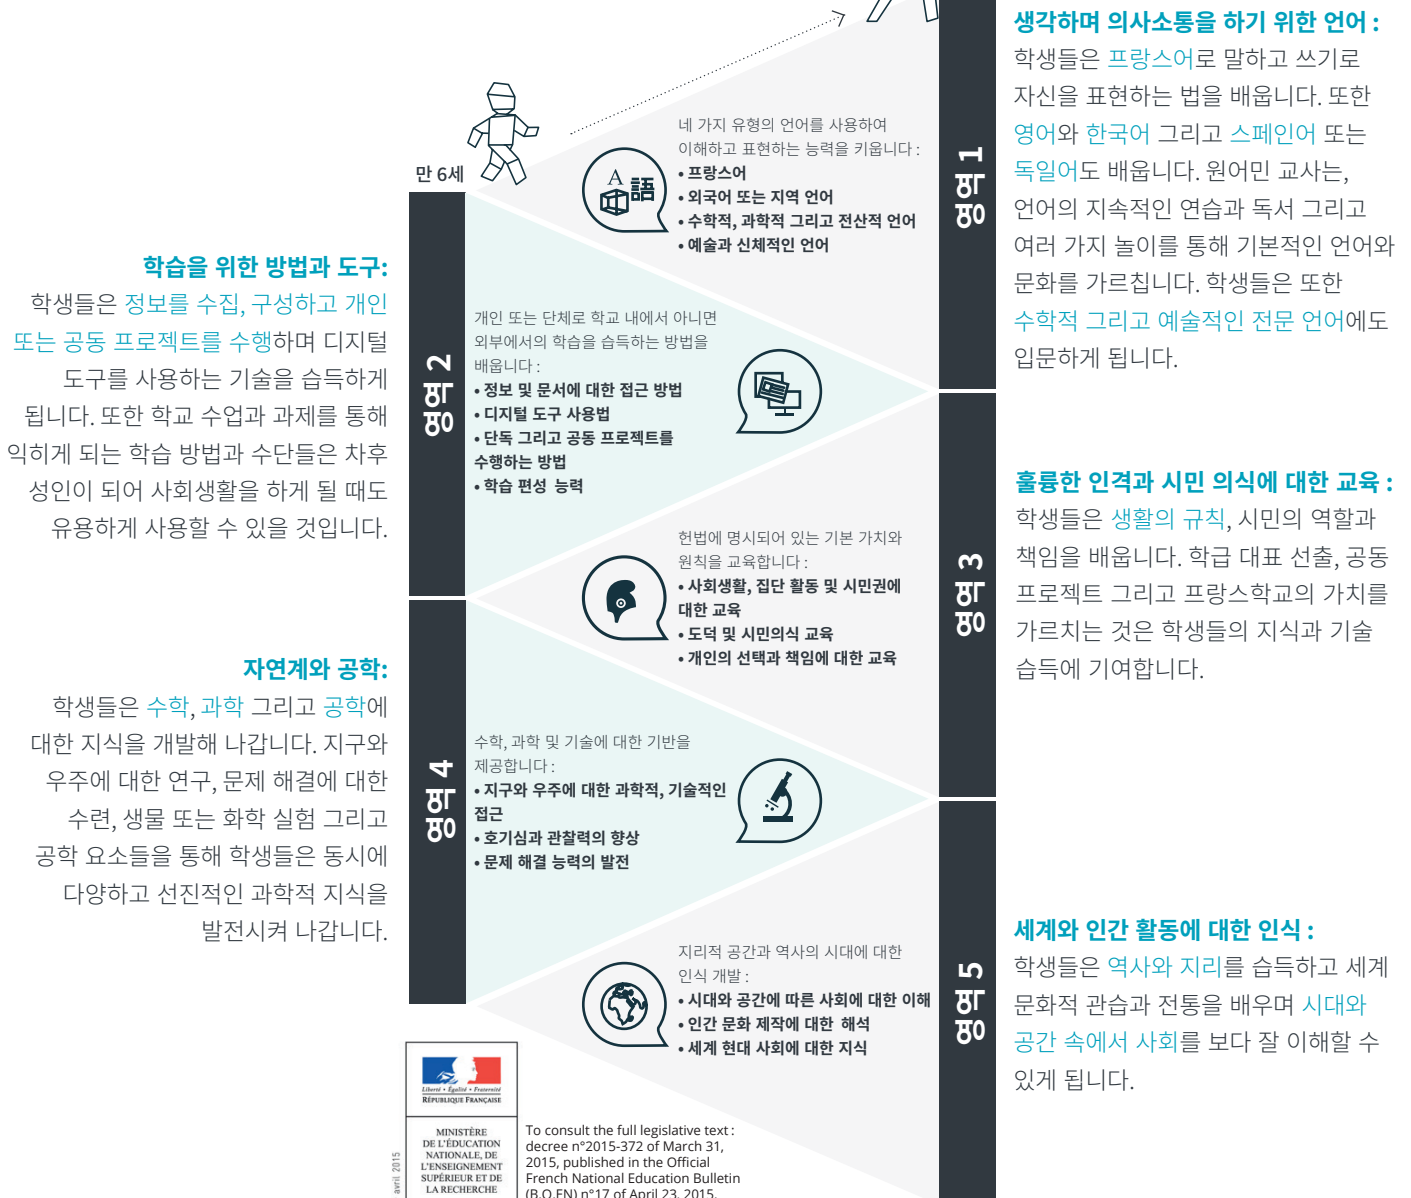 생각하며 의사소통을 하기 위한 언어 :
학생들은 프랑스어로 말하고 쓰기로
자신을 표현하는 법을 배웁니다. 또한
영어와 한국어 그리고 스페인어 또는
독일어도 배웁니다. 원어민 교사는,
언어의 지속적인 연습과 독서 그리고
여러 가지 놀이를 통해 기본적인 언어와
문화를 가르칩니다. 학생들은 또한
수학적 그리고 예술적인 전문 언어에도
입문하게 됩니다.
영역 1
네 가지 유형의 언어를 사용하여
이해하고 표현하는 능력을 키웁니다 :
• 프랑스어
• 외국어 또는 지역 언어
• 수학적, 과학적 그리고 전산적 언어
• 예술과 신체적인 언어
A 語
만 6세
학습을 위한 방법과 도구:
학생들은 정보를 수집, 구성하고 개인
또는 공동 프로젝트를 수행하며 디지털
도구를 사용하는 기술을 습득하게
됩니다. 또한 학교 수업과 과제를 통해
익히게 되는 학습 방법과 수단들은 차후
성인이 되어 사회생활을 하게 될 때도
유용하게 사용할 수 있을 것입니다.
영역 2
개인 또는 단체로 학교 내에서 아니면
외부에서의 학습을 습득하는 방법을
배웁니다 :
• 정보 및 문서에 대한 접근 방법
• 디지털 도구 사용법
• 단독 그리고 공동 프로젝트를
수행하는 방법
• 학습 편성 능력
훌륭한 인격과 시민 의식에 대한 교육 :
학생들은 생활의 규칙, 시민의 역할과
책임을 배웁니다. 학급 대표 선출, 공동
프로젝트 그리고 프랑스학교의 가치를
가르치는 것은 학생들의 지식과 기술
습득에 기여합니다.
영역 3
헌법에 명시되어 있는 기본 가치와
원칙을 교육합니다 :
• 사회생활, 집단 활동 및 시민권에
대한 교육
• 도덕 및 시민의식 교육
• 개인의 선택과 책임에 대한 교육
자연계와 공학:
학생들은 수학, 과학 그리고 공학에
대한 지식을 개발해 나갑니다. 지구와
우주에 대한 연구, 문제 해결에 대한
수련, 생물 또는 화학 실험 그리고
공학 요소들을 통해 학생들은 동시에
다양하고 선진적인 과학적 지식을
발전시켜 나갑니다.
영역 4
수학, 과학 및 기술에 대한 기반을
제공합니다 :
• 지구와 우주에 대한 과학적, 기술적인
접근
• 호기심과 관찰력의 향상
• 문제 해결 능력의 발전
세계와 인간 활동에 대한 인식 :
학생들은 역사와 지리를 습득하고 세계
문화적 관습과 전통을 배우며 시대와
공간 속에서 사회를 보다 잘 이해할 수
있게 됩니다.
영역 5
지리적 공간과 역사의 시대에 대한
인식 개발 :
• 시대와 공간에 따른 사회에 대한 이해
• 인간 문화 제작에 대한 해석
• 세계 현대 사회에 대한 지식
Liberté • Égalité • Fraternité
RÉPUBLIQUE FRANÇAISE
MINISTÈRE
DE L'ÉDUCATION
NATIONALE, DE
L'ENSEIGNEMENT
SUPÉRIEUR ET DE
LA RECHERCHE
avril 2015
To consult the full legislative text :
decree n°2015-372 of March 31,
2015, published in the Official
French National Education Bulletin
(B.O.EN) n°17 of April 23, 2015.